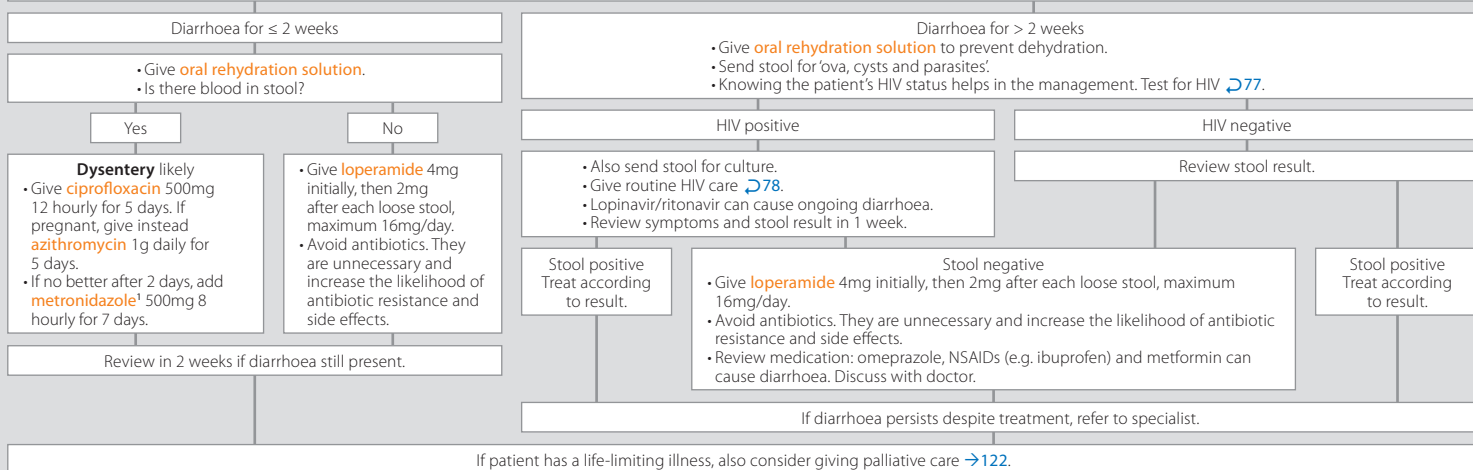 Diarrhoea for ≤ 2 weeks
• Give oral rehydration solution.
• Is there blood in stool?
Yes
No
Dysentery likely
• Give ciprofloxacin 500mg
12 hourly for 5 days. If
pregnant, give instead
azithromycin 1g daily for
5 days.
• If no better after 2 days, add
metronidazole¹ 500mg 8
hourly for 7 days.
• Give loperamide 4mg
initially, then 2mg
after each loose stool,
maximum 16mg/day.
• Avoid antibiotics. They
are unnecessary and
increase the likelihood of
antibiotic resistance and
side effects.
Review in 2 weeks if diarrhoea still present.
Diarrhoea for > 2 weeks
• Give oral rehydration solution to prevent dehydration.
• Send stool for ‘ova, cysts and parasites’.
• Knowing the patient’s HIV status helps in the management. Test for HIV ⮌77.
HIV positive
HIV negative
• Also send stool for culture.
• Give routine HIV care ⮌78.
• Lopinavir/ritonavir can cause ongoing diarrhoea.
• Review symptoms and stool result in 1 week.
Review stool result.
Stool positive
Treat according
to result.
Stool negative
• Give loperamide 4mg initially, then 2mg after each loose stool, maximum
16mg/day.
• Avoid antibiotics. They are unnecessary and increase the likelihood of antibiotic
resistance and side effects.
• Review medication: omeprazole, NSAIDs (e.g. ibuprofen) and metformin can
cause diarrhoea. Discuss with doctor.
Stool positive
Treat according
to result.
If diarrhoea persists despite treatment, refer to specialist.
If patient has a life-limiting illness, also consider giving palliative care →122.